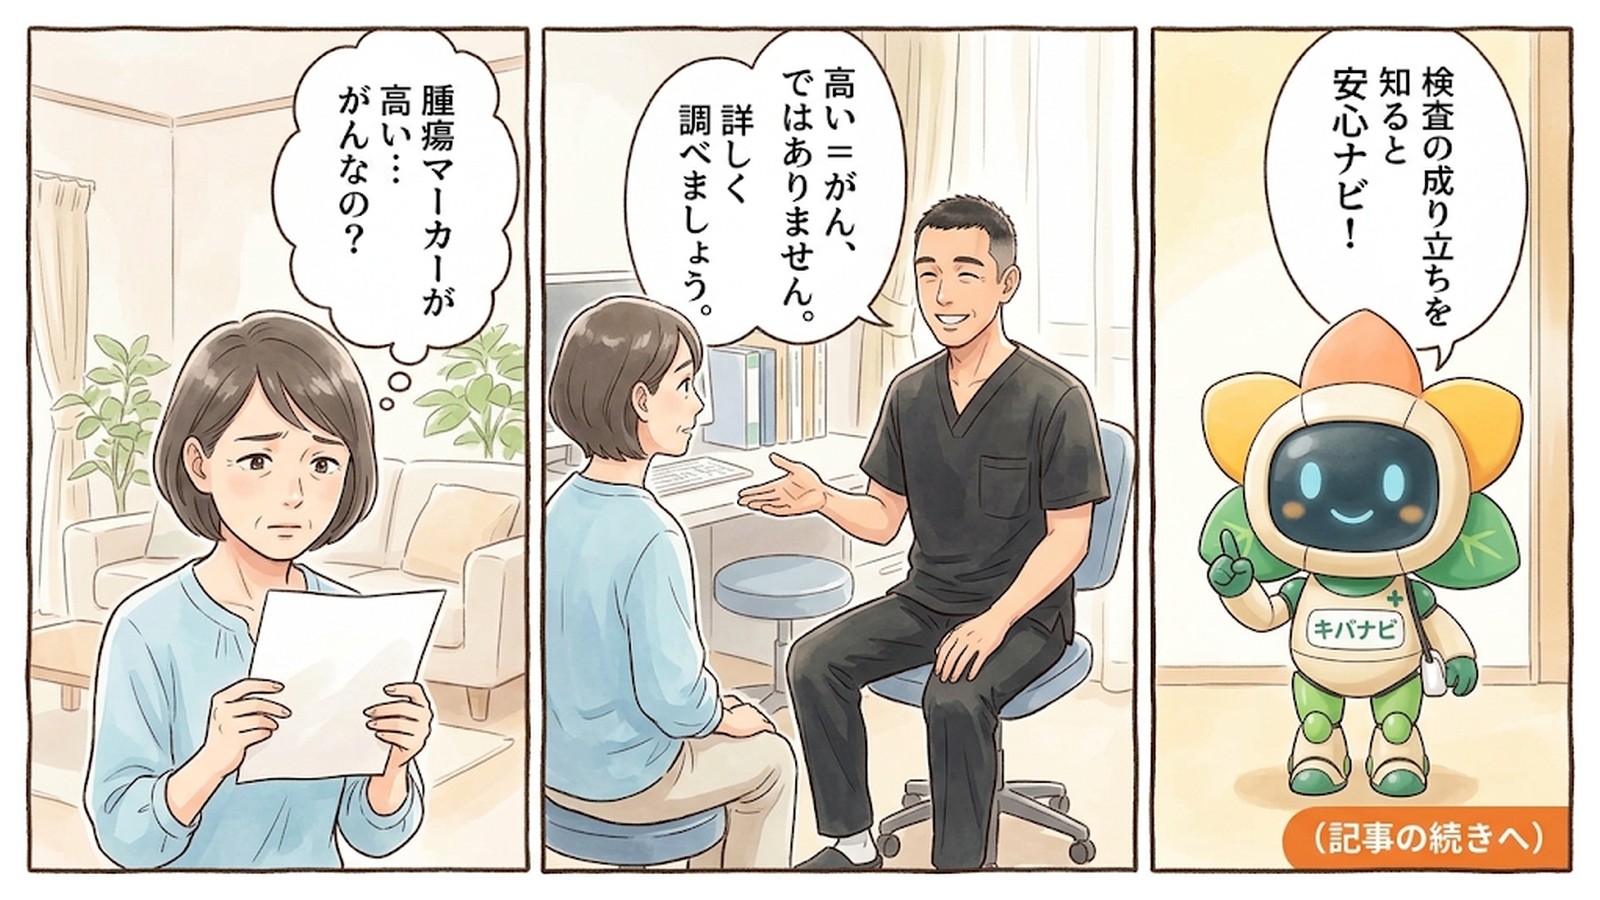 腫瘍マーカーが
高い…
がんなの？
高い＝がん、
ではありません。
詳しく
調べましょう。
検査の成り立ちを
知ると
安心ナビ！
キバナビ
（記事の続きへ）